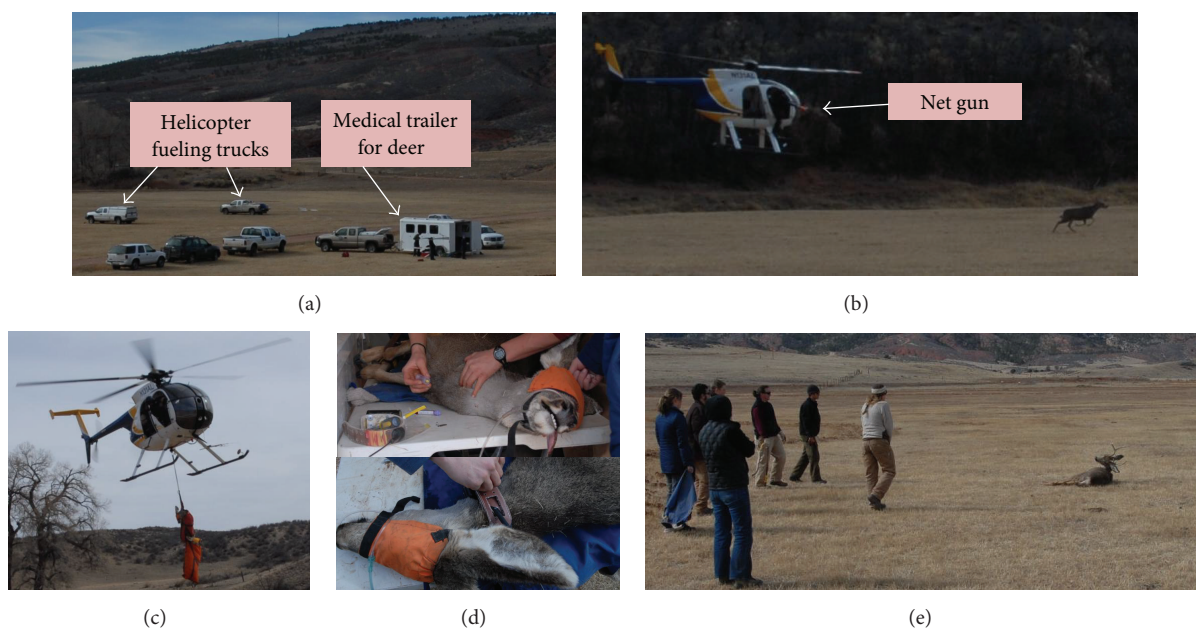 Helicopter
fueling trucks
Medical trailer
for deer
Net gun
(a)
(b)
(c)
(d)
(e)